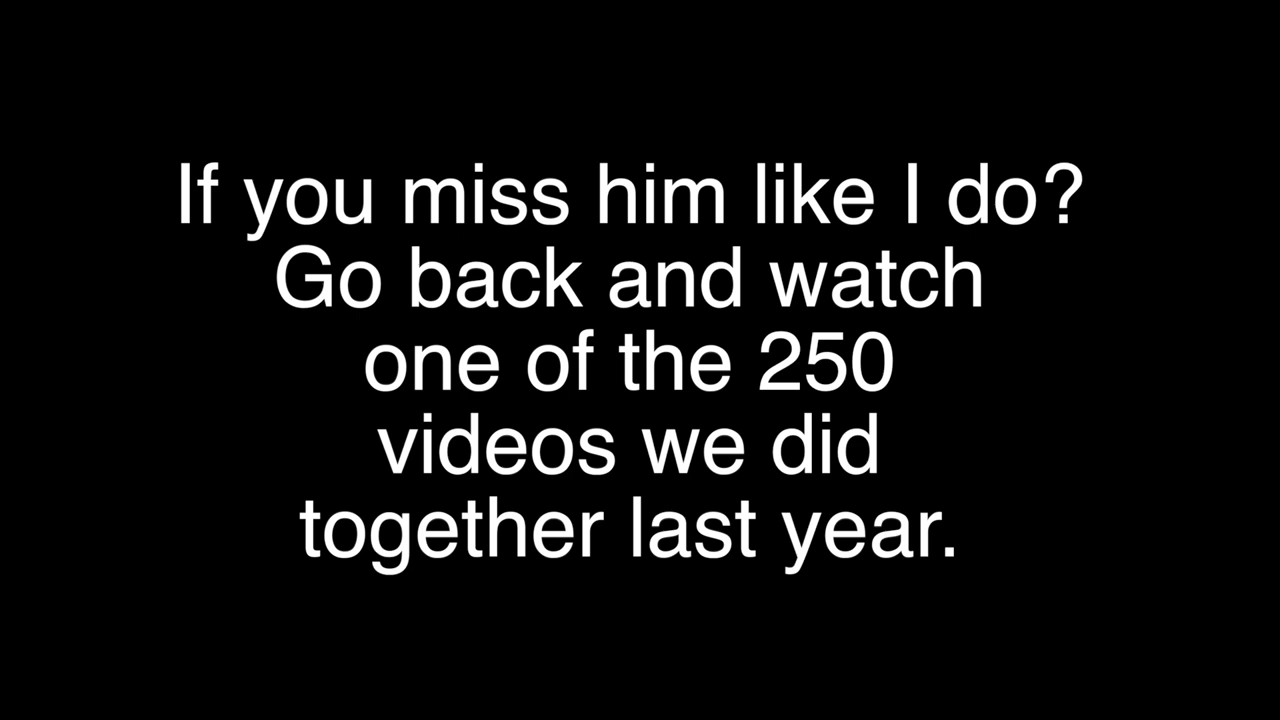 If you miss him like I do?
Go back and watch
one of the 250
videos we did
together last year.